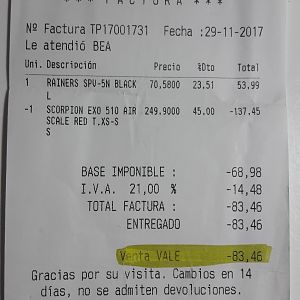 *** FACTURA ***
Nº Factura TP17001731 Fecha :29-11-2017
Le atendió BEA
Uni. Descripción Precio %Dto Total
1 RAINERS SPV-5N BLACK 70,5800 23.51 53.99
L
-1 SCORPION EXO 510 AIR 249.9000 45.00 -137.45
SCALE RED T.XS-S
S
BASE IMPONIBLE : -68,98
I.V.A. 21,00 % -14,48
TOTAL FACTURA : -83,46
ENTREGADO -83,46
Venta VALE -83,46
Gracias por su visita. Cambios en 14
días, no se admiten devoluciones.